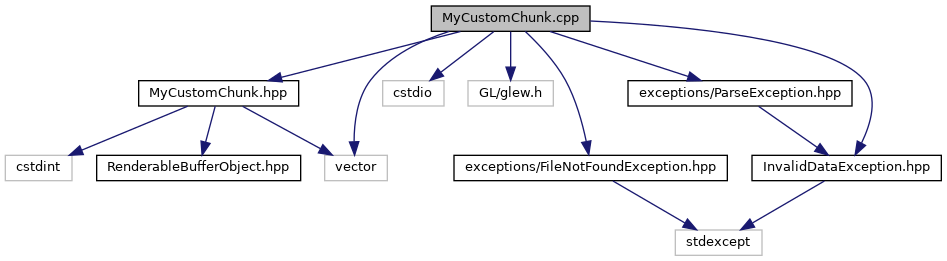 MyCustomChunk.cpp
MyCustomChunk.hpp
cstdio
GL/glew.h
exceptions/ParseException.hpp
cstdint
RenderableBufferObject.hpp
vector
exceptions/FileNotFoundException.hpp
InvalidDataException.hpp
stdexcept